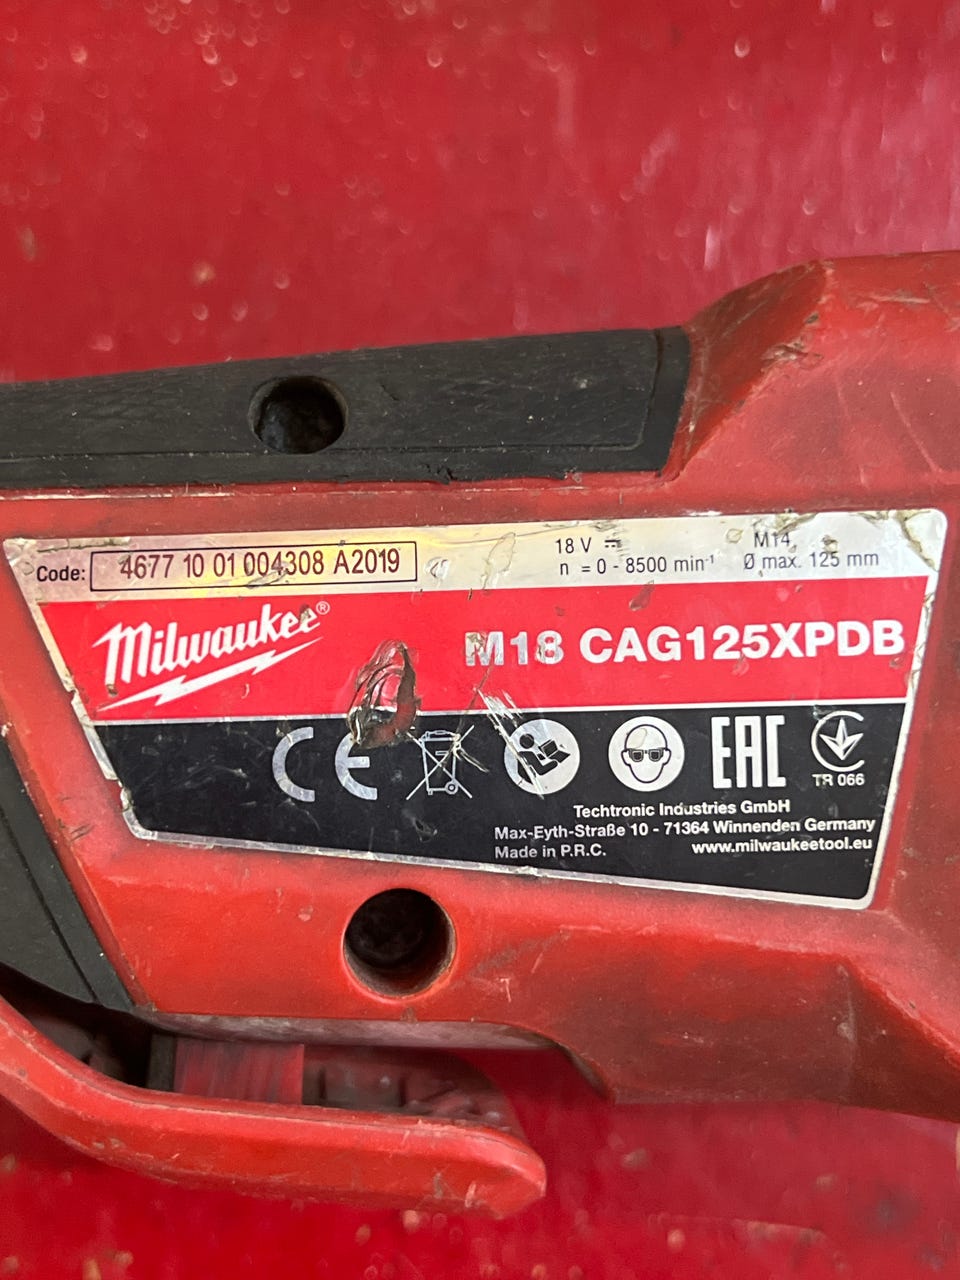 Code: 4677 10 01 004308 A2019
18 V ⎓ M14
n = 0 - 8500 min⁻¹ Ø max. 125 mm
Milwaukee®
M18 CAG125XPDB
CE
EAC
TR 066
Techtronic Industries GmbH
Max-Eyth-Straße 10 - 71364 Winnenden Germany
Made in P.R.C. www.milwaukeetool.eu